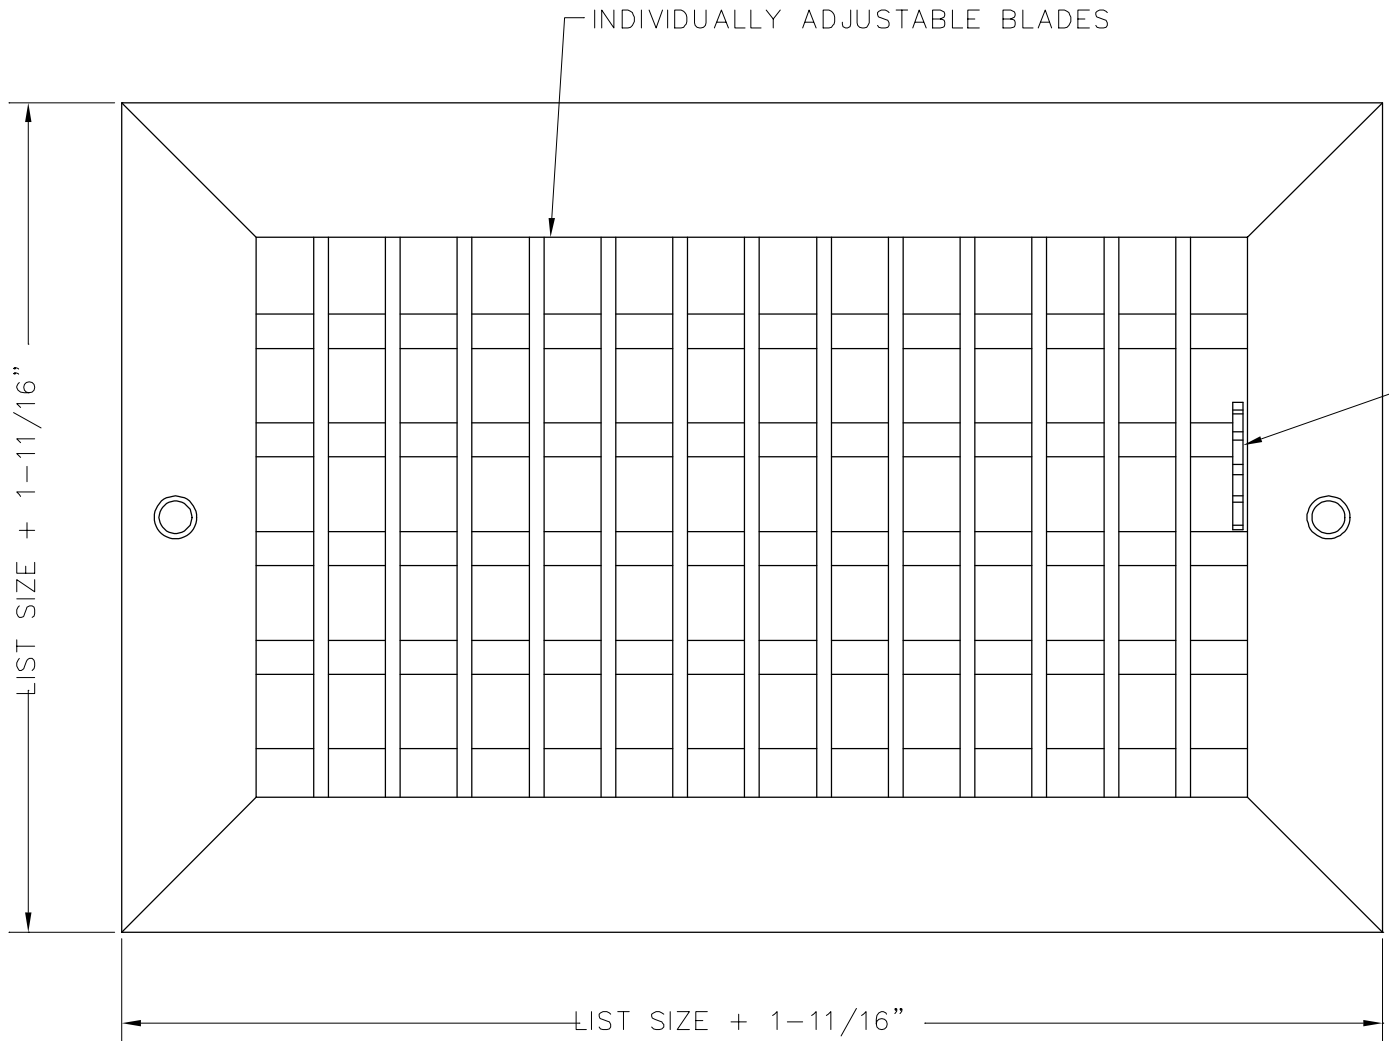 INDIVIDUALLY ADJUSTABLE BLADES
LIST SIZE + 1-11/16”
LIST SIZE + 1-11/16”